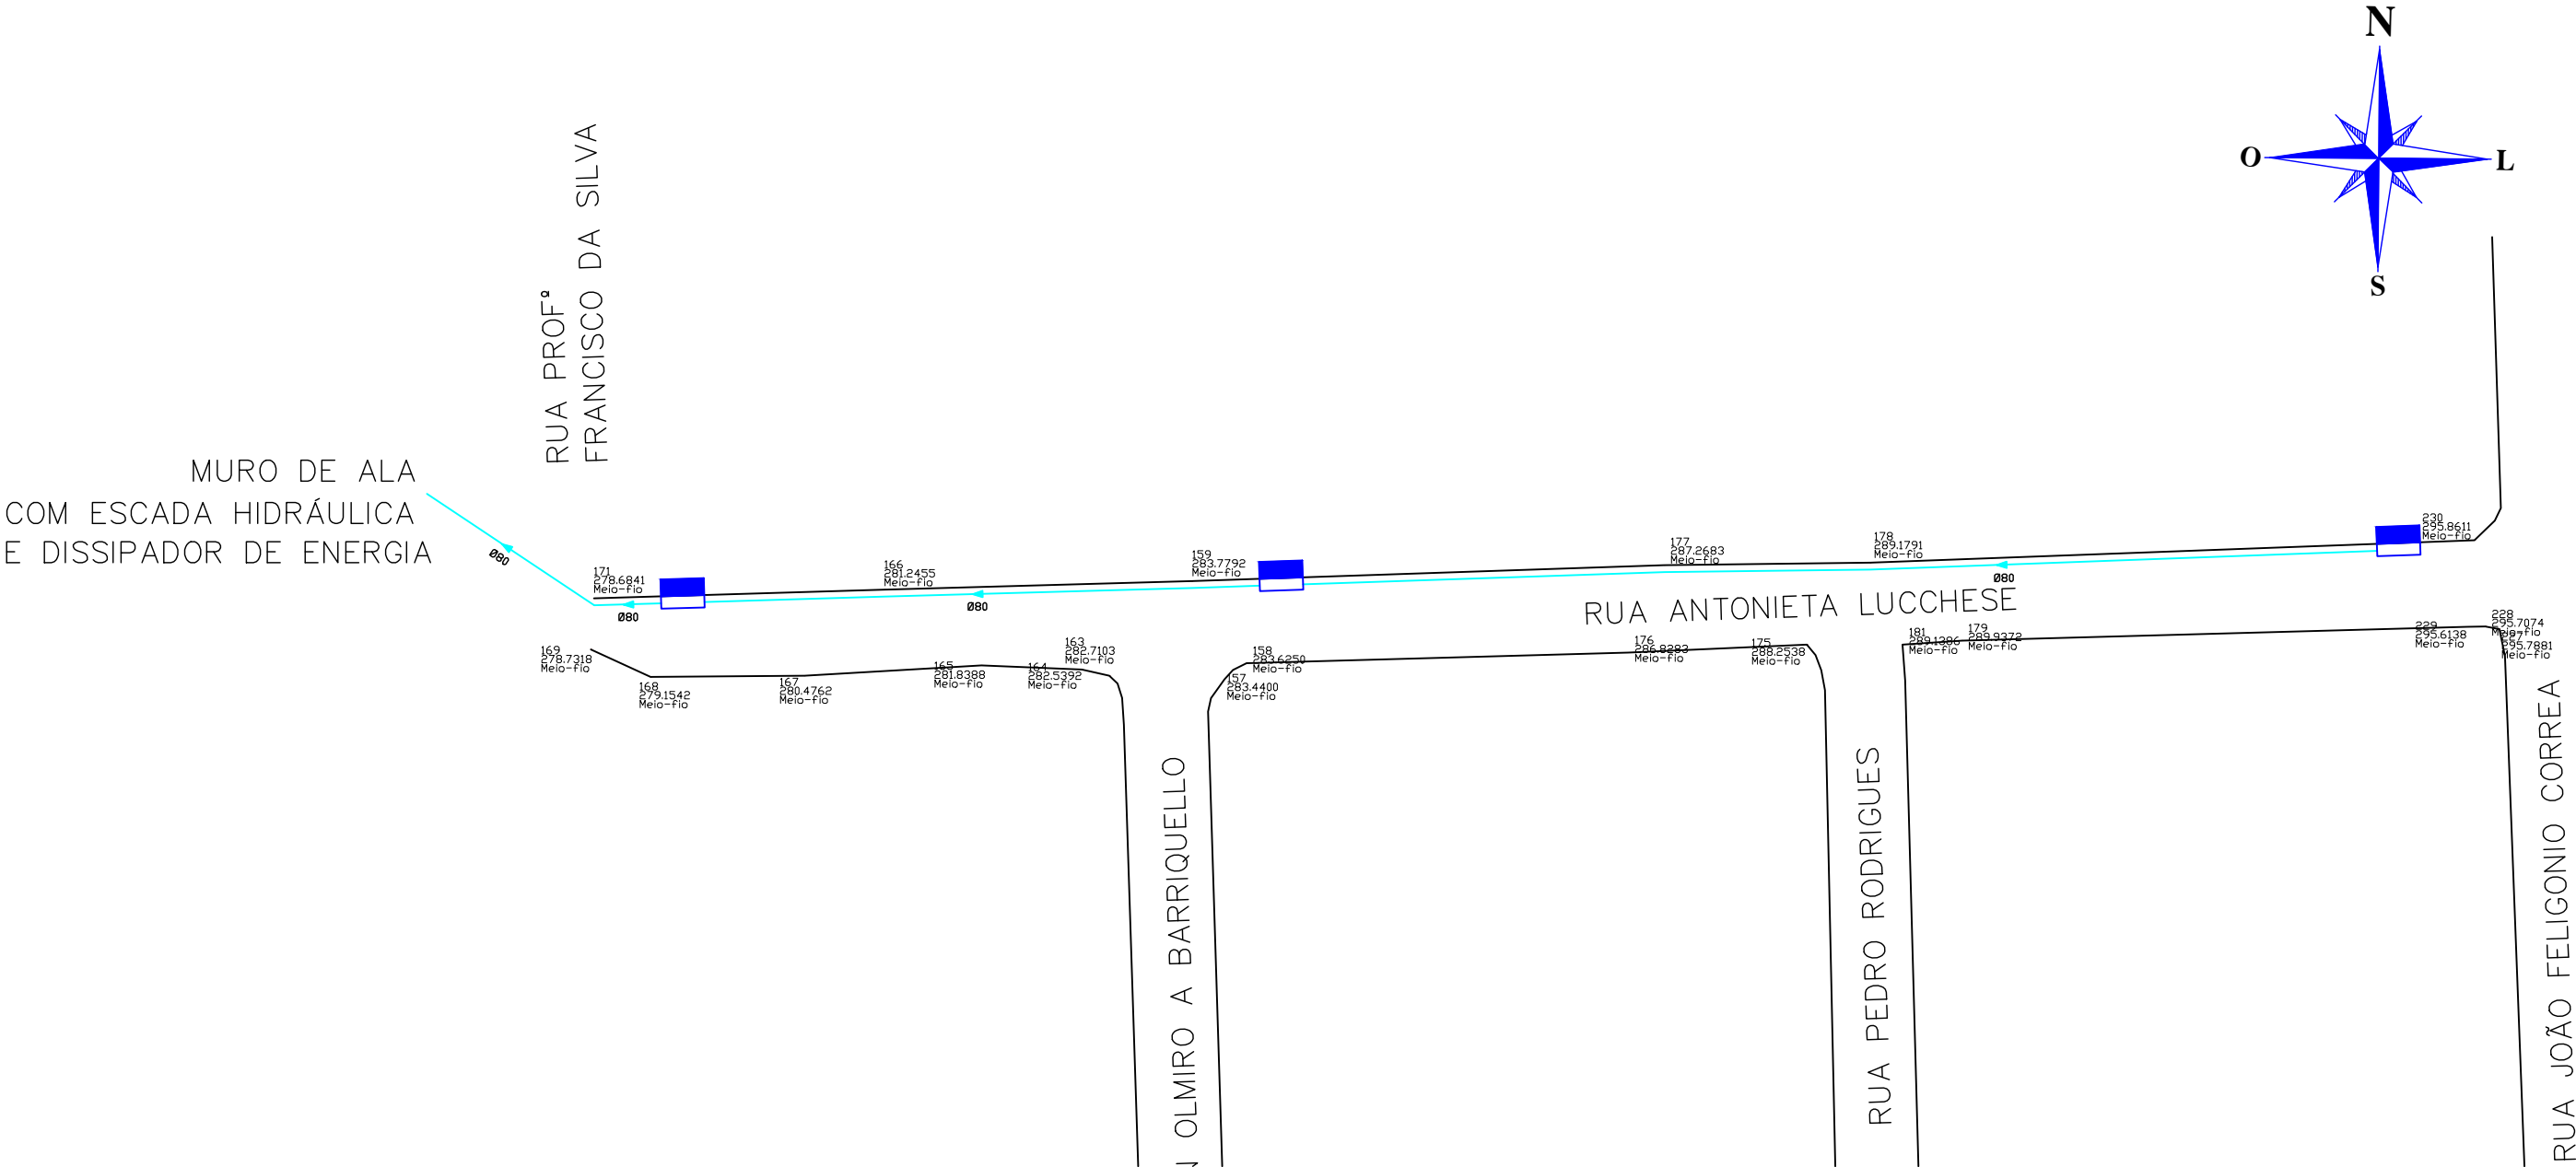 N
O
L
S
RUA PROFª
FRANCISCO DA SILVA
MURO DE ALA
COM ESCADA HIDRÁULICA
E DISSIPADOR DE ENERGIA
Ø80
171
278.6841
Meio-fio
Ø80
166
281.2455
Meio-fio
Ø80
159
283.7792
Meio-fio
177
287.2683
Meio-fio
178
289.1791
Meio-fio
Ø80
230
295.8611
Meio-fio
RUA ANTONIETA LUCCHESE
169
278.7318
Meio-fio
168
279.1542
Meio-fio
167
280.4762
Meio-fio
165
281.8388
Meio-fio
164
282.5392
Meio-fio
163
282.7103
Meio-fio
158
283.6250
Meio-fio
157
283.4400
Meio-fio
176
286.8283
Meio-fio
175
288.2538
Meio-fio
181
289.1386
Meio-fio
179
289.9372
Meio-fio
229
295.6138
Meio-fio
228
295.7074
Meio-fio
295.7881
Meio-fio
OLMIRO A BARRIQUELLO
RUA PEDRO RODRIGUES
RUA JOÃO FELIGONIO CORREA